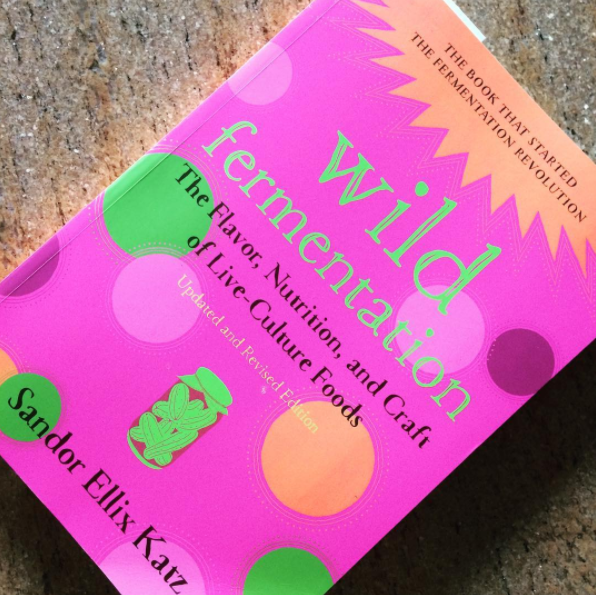 THE BOOK THAT STARTED
THE FERMENTATION REVOLUTION
wild
fermentation
The Flavor, Nutrition, and Craft
of Live-Culture Foods
Updated and Revised Edition
Sandor Ellix Katz